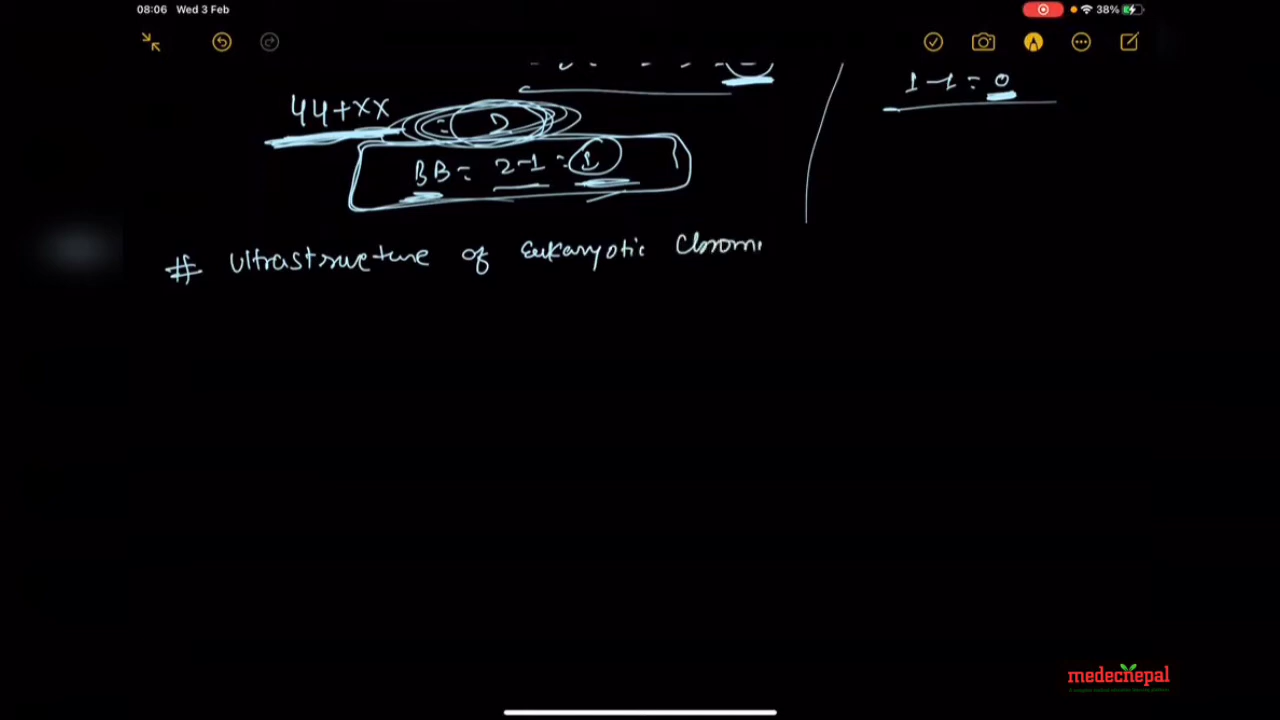 08:06 Wed 3 Feb
38%
1-1=0
44+xx = 2
BB = 2-1 = 1
# Ultrastructure of Eukaryotic Chrom
medecnepal